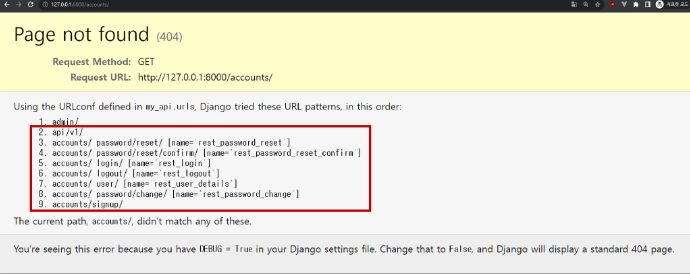 127.0.0.1:8000/accounts/
Page not found (404)
Request Method: GET
Request URL: http://127.0.0.1:8000/accounts/
Using the URLconf defined in my_api.urls, Django tried these URL patterns, in this order:
1. admin/
2. api/v1/
3. accounts/ password/reset/ [name='rest_password_reset']
4. accounts/ password/reset/confirm/ [name='rest_password_reset_confirm']
5. accounts/ login/ [name='rest_login']
6. accounts/ logout/ [name='rest_logout']
7. accounts/ user/ [name='rest_user_details']
8. accounts/ password/change/ [name='rest_password_change']
9. accounts/signup/
The current path, accounts/, didn't match any of these.
You're seeing this error because you have DEBUG = True in your Django settings file. Change that to False, and Django will display a standard 404 page.